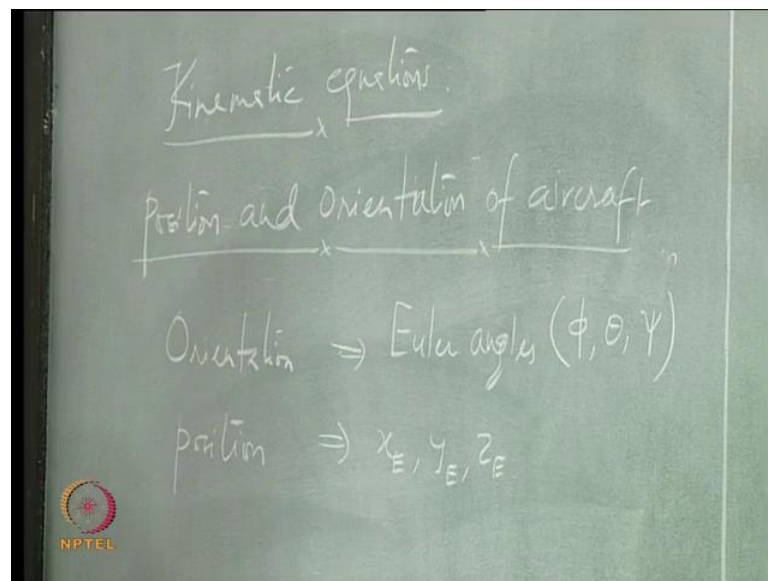 Kinematic equations.
position and orientation of aircraft
Orientation ⇒ Euler angles (ϕ, θ, ψ)
position ⇒ x_E, y_E, z_E
NPTEL